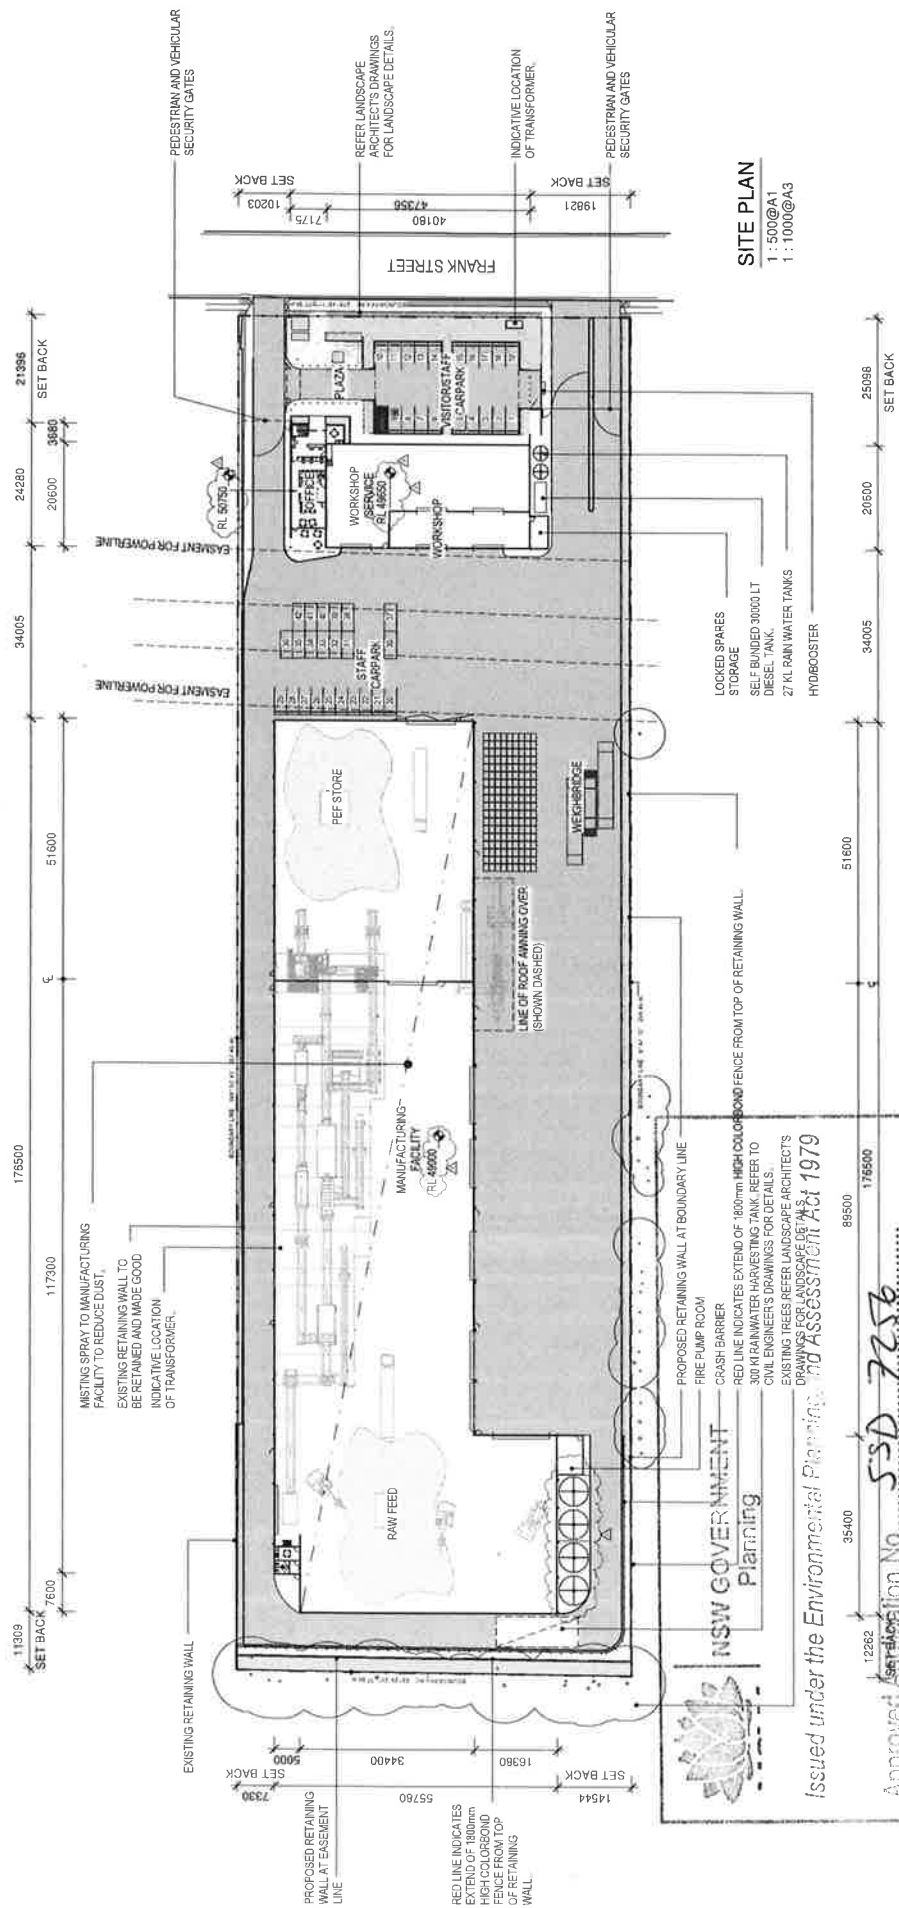 11309
SET BACK
176500
7600
117300
51600
34005
24280
20600
3680
21396
SET BACK
EXISTING RETAINING WALL
MISTING SPRAY TO MANUFACTURING
FACILITY TO REDUCE DUST.
EXISTING RETAINING WALL TO
BE RETAINED AND MADE GOOD
INDICATIVE LOCATION
OF TRANSFORMER.
EASMENT FOR POWERLINE
EASMENT FOR POWERLINE
RL 50750
PEDESTRIAN AND VEHICULAR
SECURITY GATES
REFER LANDSCAPE
ARCHITECT'S DRAWINGS
FOR LANDSCAPE DETAILS.
INDICATIVE LOCATION
OF TRANSFORMER.
PEDESTRIAN AND VEHICULAR
SECURITY GATES
SET BACK
10203
7175
47356
40180
19821
SET BACK
FRANK STREET
SITE PLAN
1 : 500@A1
1 : 1000@A3
PLAZA
OFFICE
WORKSHOP
(SERVICE)
RL 49650
WORKSHOP
VISITOR/STAFF
CARPARK
STAFF
CARPARK
PEF STORE
MANUFACTURING
FACILITY
RL 49000
RAW FEED
LINE OF ROOF AWNING OVER
(SHOWN DASHED)
WEIGHBRIDGE
SET BACK
7330
5000
34400
55780
16380
14544
SET BACK
PROPOSED RETAINING
WALL AT EASEMENT
LINE
RED LINE INDICATES
EXTEND OF 1800mm
HIGH COLORBOND
FENCE FROM TOP
OF RETAINING
WALL.
LOCKED SPARES
STORAGE
SELF BUNDED 30000 LT
DIESEL TANK.
27 KL RAIN WATER TANKS
HYDBOOSTER
PROPOSED RETAINING WALL AT BOUNDARY LINE
FIRE PUMP ROOM
CRASH BARRIER
RED LINE INDICATES EXTEND OF 1800mm HIGH COLORBOND FENCE FROM TOP OF RETAINING WALL.
300 Kl RAINWATER HARVESTING TANK. REFER TO
CIVIL ENGINEER'S DRAWINGS FOR DETAILS.
EXISTING TREES. REFER LANDSCAPE ARCHITECT'S
DRAWINGS FOR LANDSCAPE DETAILS.
12262
SET BACK
35400
89500
51600
34005
20500
25098
SET BACK
176500
NSW GOVERNMENT
Planning
Issued under the Environmental Planning and Assessment Act 1979
Approved Application No SSD 7256